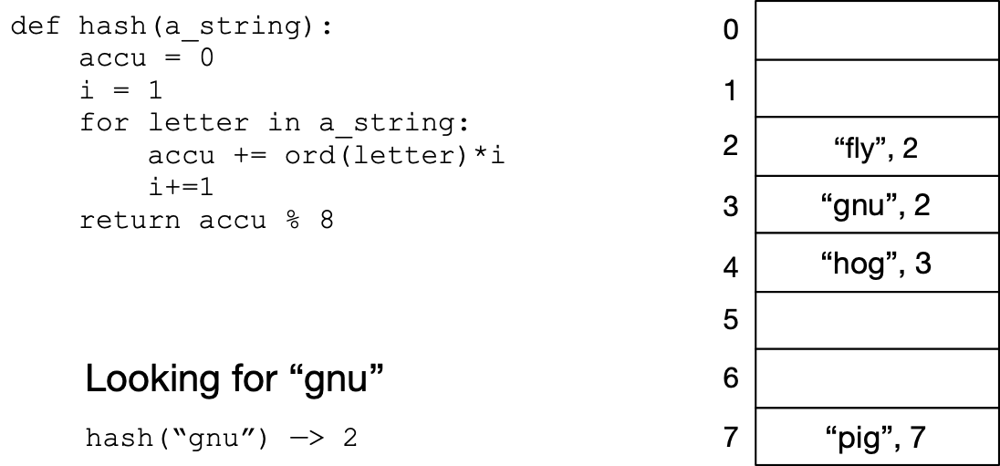 def hash(a_string):
    accu = 0
    i = 1
    for letter in a_string:
        accu += ord(letter)*i
        i+=1
    return accu % 8
Looking for “gnu”
hash(“gnu”) —> 2
0
1
2 “fly”, 2
3 “gnu”, 2
4 “hog”, 3
5
6
7 “pig”, 7